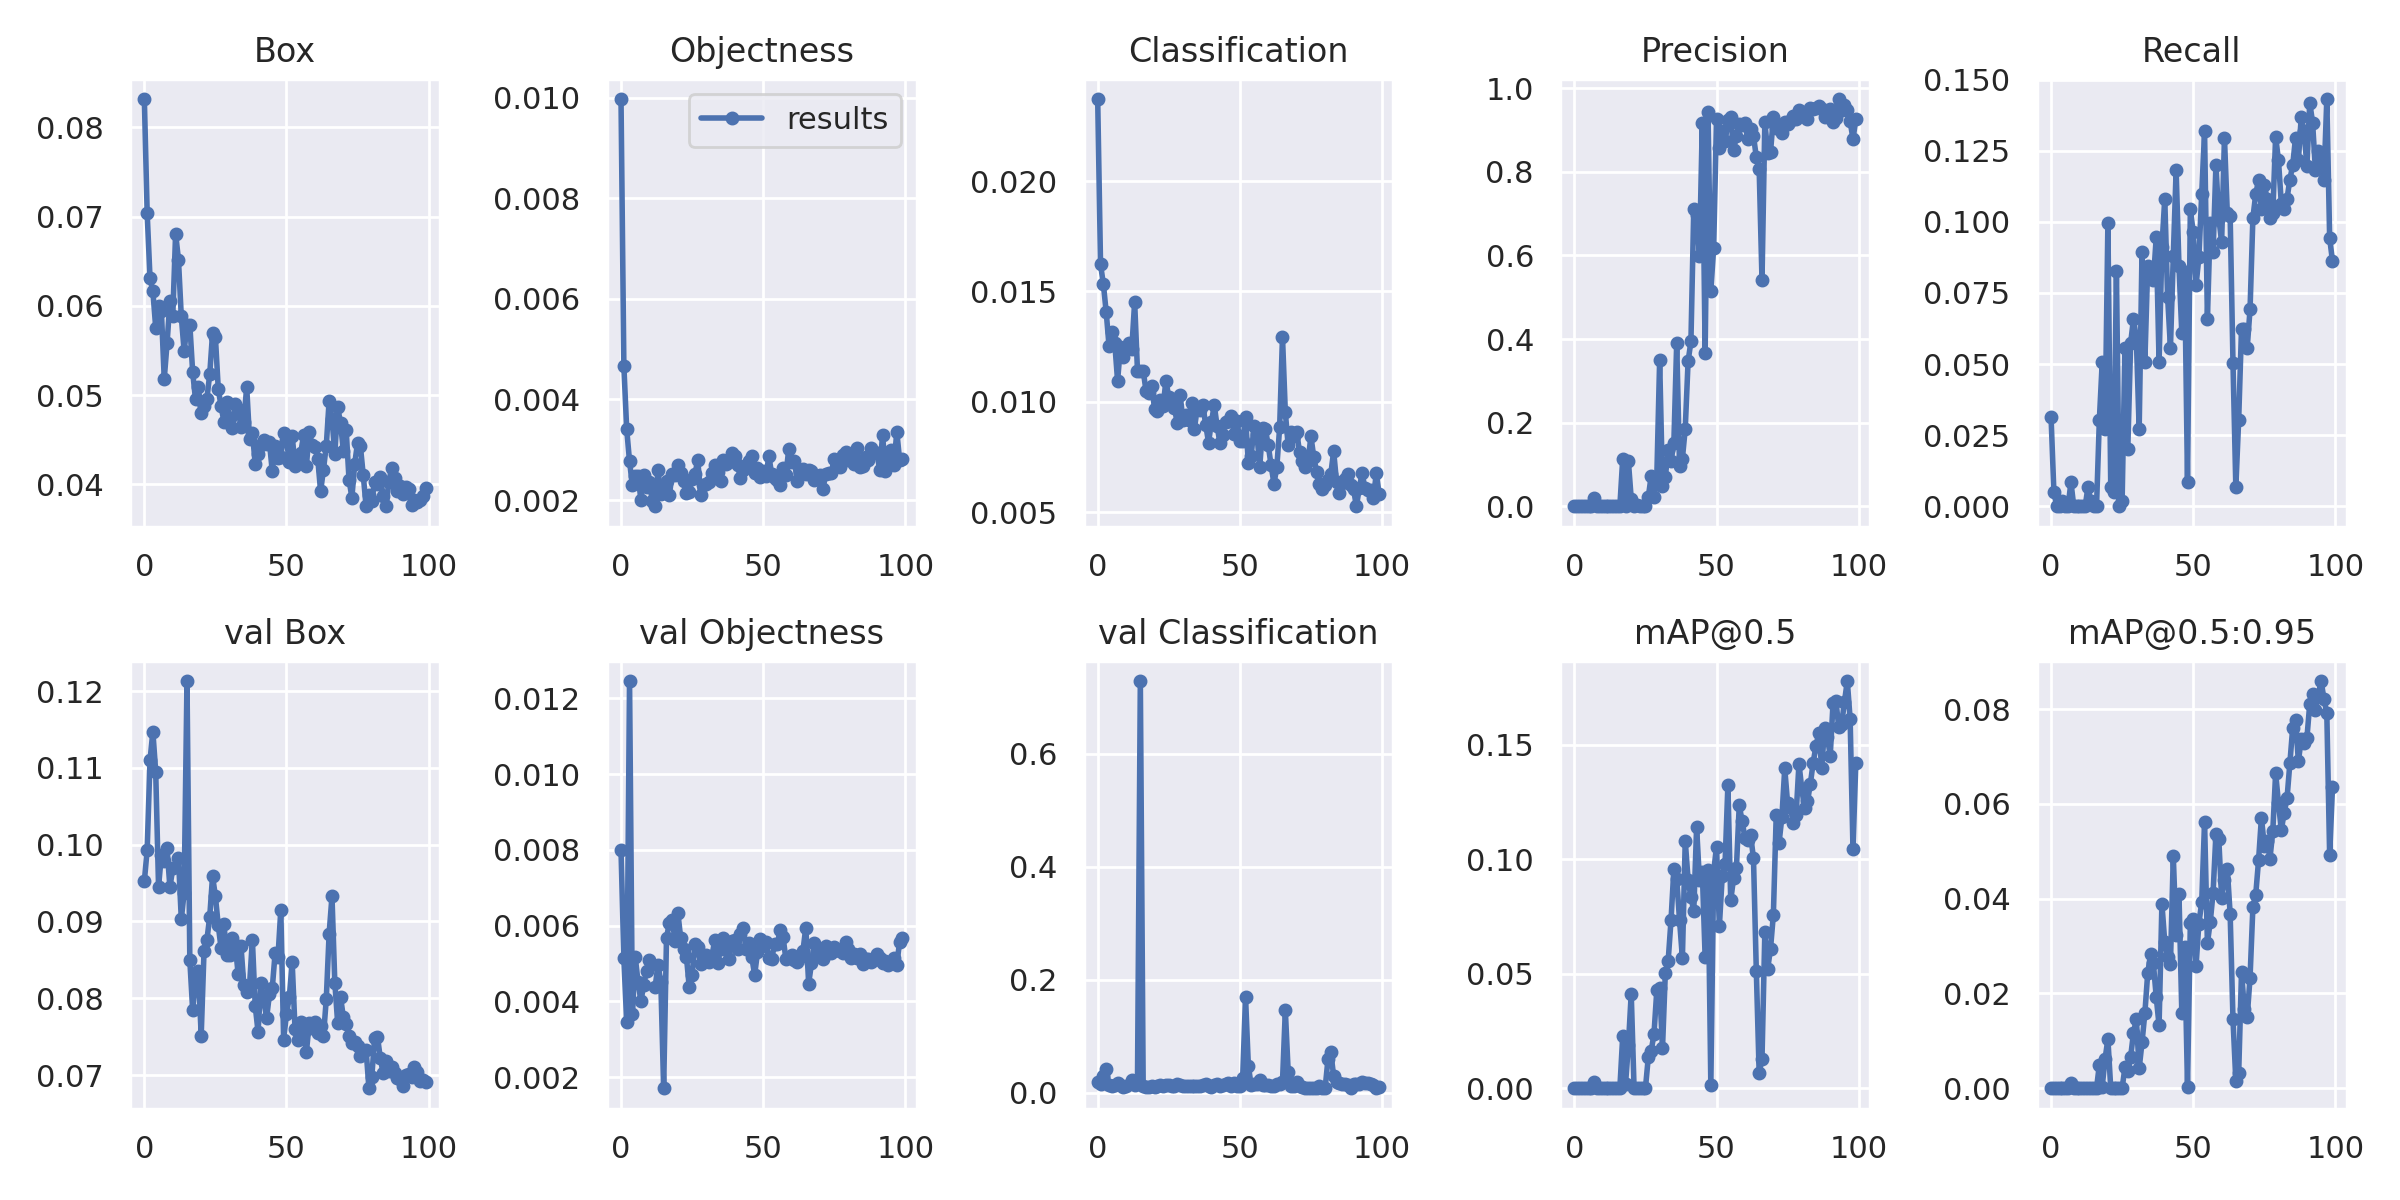 Box
0.08
0.07
0.06
0.05
0.04
0 50 100
Objectness
results
0.010
0.008
0.006
0.004
0.002
0 50 100
Classification
0.020
0.015
0.010
0.005
0 50 100
Precision
1.0
0.8
0.6
0.4
0.2
0.0
0 50 100
Recall
0.150
0.125
0.100
0.075
0.050
0.025
0.000
0 50 100
val Box
0.12
0.11
0.10
0.09
0.08
0.07
0 50 100
val Objectness
0.012
0.010
0.008
0.006
0.004
0.002
0 50 100
val Classification
0.6
0.4
0.2
0.0
0 50 100
mAP@0.5
0.15
0.10
0.05
0.00
0 50 100
mAP@0.5:0.95
0.08
0.06
0.04
0.02
0.00
0 50 100